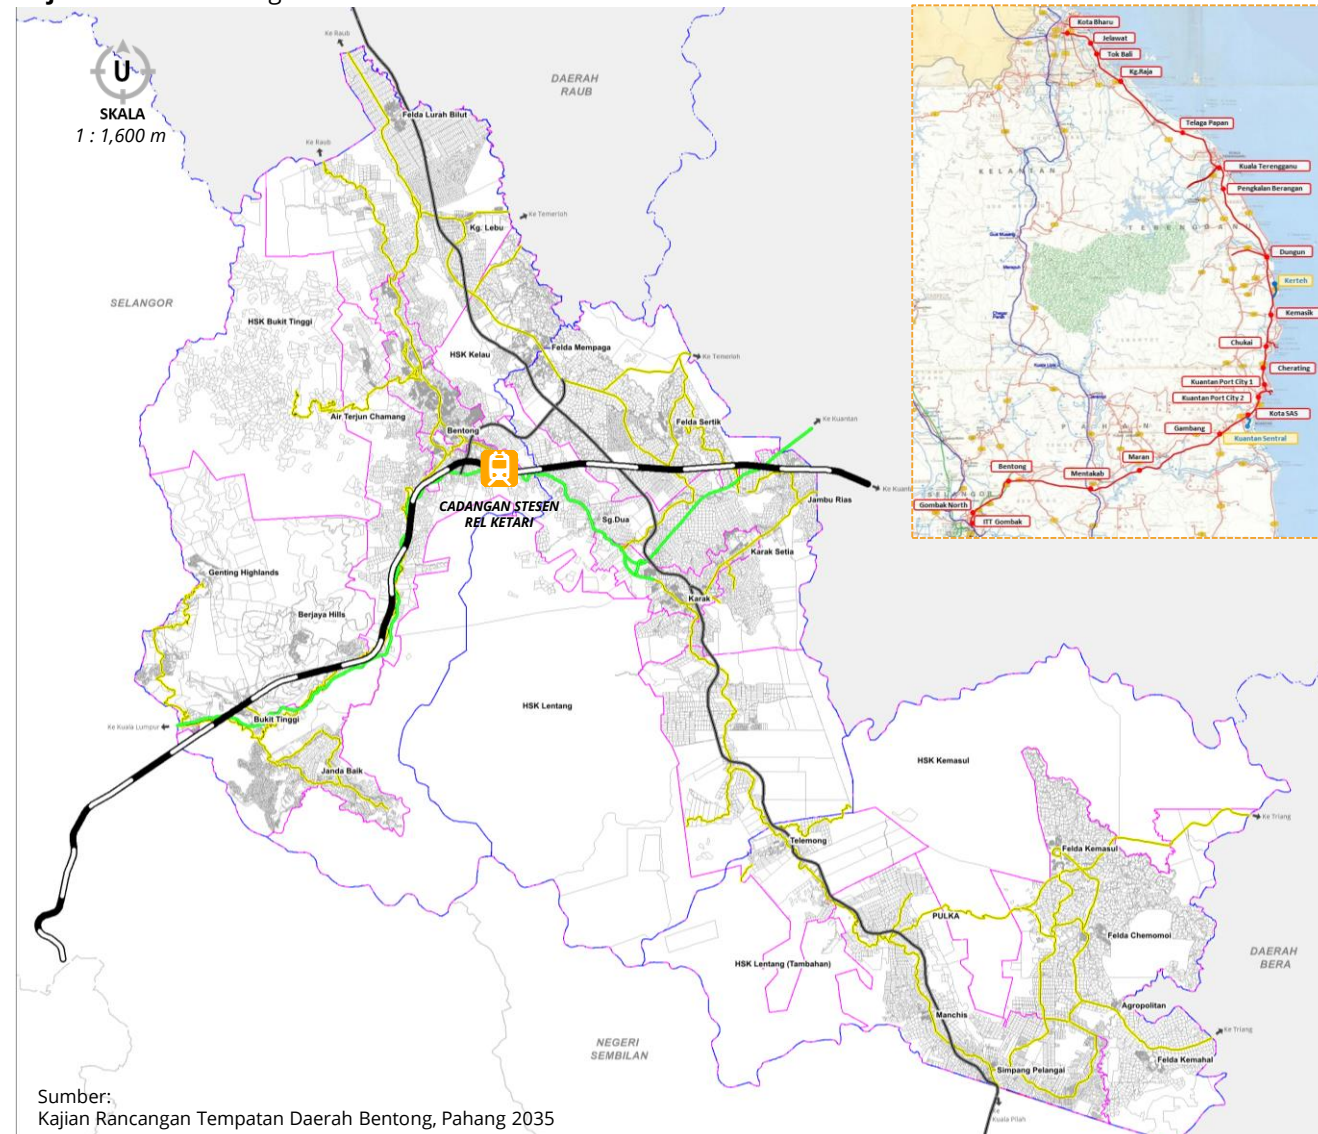 U
SKALA
1 : 1,600 m
Ke Raub
Ke Raub
DAERAH
RAUB
Felda Lurah Bilut
Ke Temerloh
Kg. Lebu
SELANGOR
HSK Bukit Tinggi
HSK Kelau
Felda Mempaga
Ke Temerloh
Air Terjun Chamang
Bentong
Felda Sertik
Ke Kuantan
CADANGAN STESEN
REL KETARI
Ke Kuanta
Jambu Rias
Sg.Dua
Karak Setia
Genting Highlands
Karak
Berjaya Hills
Ke Kuala Lumpur
Bukit Tinggi
HSK Lentang
Janda Baik
HSK Kemasul
Ke Triang
Telemong
Felda Kemasul
PULKA
Felda Chemomoi
HSK Lentang (Tambahan)
DAERAH
BERA
Agropolitan
Manchis
Ke Triang
NEGERI
SEMBILAN
Felda Kemahal
Simpang Pelangai
Ke
Kuala Pilah
Kota Bharu
Jelawat
Tok Bali
Kg.Raja
Telaga Papan
KELANTAN
Kuala Terengganu
Pengkalan Berangan
TERENGGANU
Dungun
Kerteh
Kemasik
Chukai
Cherating
Kuantan Port City 1
Kuantan Port City 2
Kota SAS
Gambang
Kuantan Sentral
PAHANG
Maran
Bentong
Mentakab
SELANGOR
Gombak North
ITT Gombak
Sumber:
Kajian Rancangan Tempatan Daerah Bentong, Pahang 2035